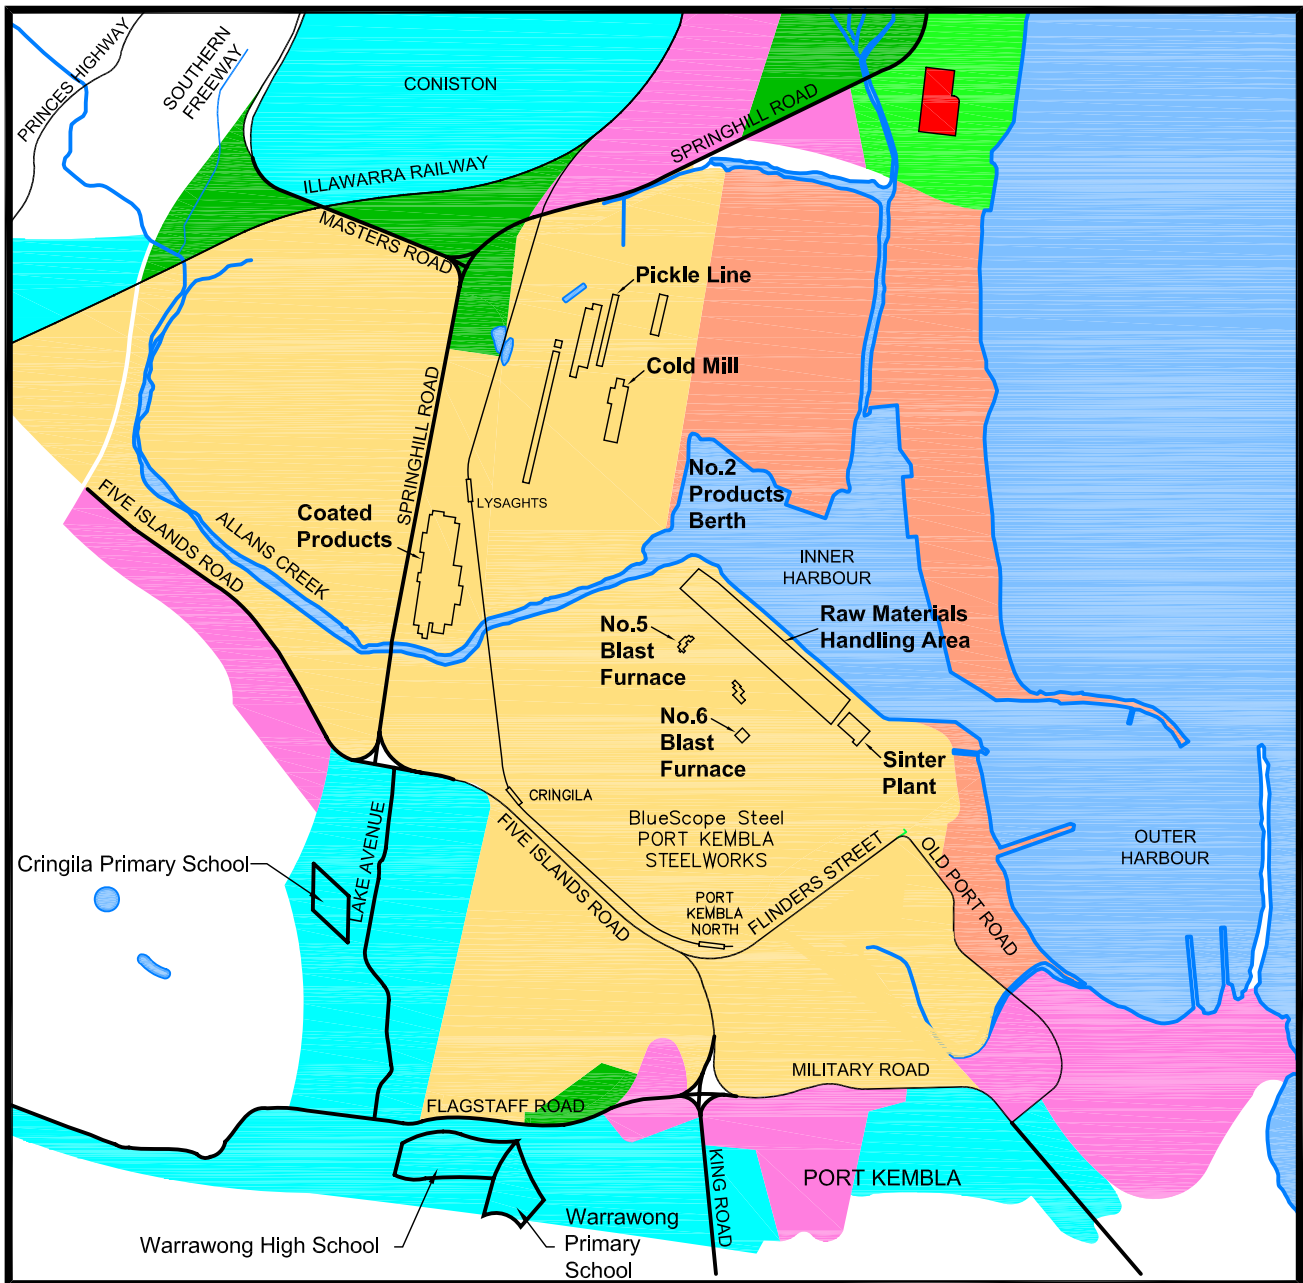 PRINCES HIGHWAY
SOUTHERN
FREEWAY
CONISTON
SPRINGHILL ROAD
ILLAWARRA RAILWAY
MASTERS ROAD
Pickle Line
Cold Mill
SPRINGHILL ROAD
No.2
Products
Berth
LYSAGHTS
Coated
Products
FIVE ISLANDS ROAD
ALLANS CREEK
INNER
HARBOUR
Raw Materials
Handling Area
No.5
Blast
Furnace
No.6
Blast
Furnace
Sinter
Plant
CRINGILA
BlueScope Steel
PORT KEMBLA
STEELWORKS
FIVE ISLANDS ROAD
LAKE AVENUE
Cringila Primary School
PORT
KEMBLA
NORTH
FLINDERS STREET
OLD PORT ROAD
OUTER
HARBOUR
MILITARY ROAD
FLAGSTAFF ROAD
KING ROAD
PORT KEMBLA
Warrawong High School
Warrawong
Primary
School